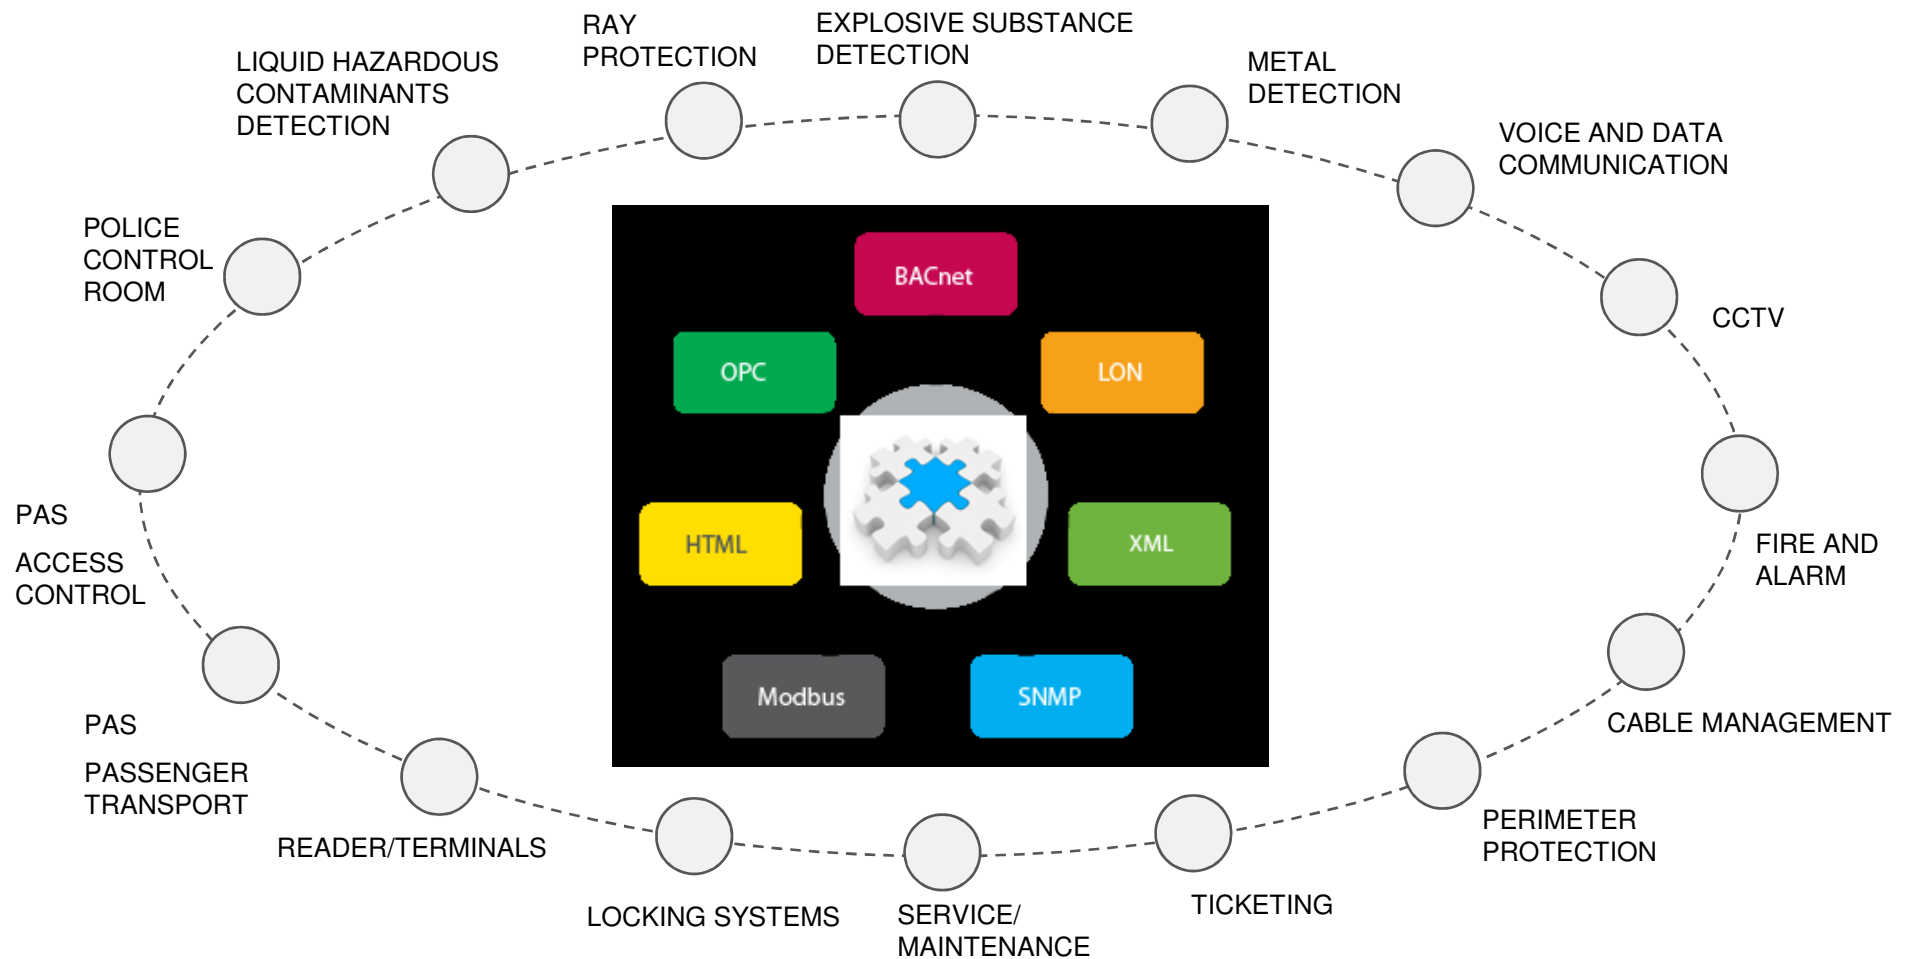 RAY
PROTECTION
EXPLOSIVE SUBSTANCE
DETECTION
LIQUID HAZARDOUS
CONTAMINANTS
DETECTION
METAL
DETECTION
VOICE AND DATA
COMMUNICATION
POLICE
CONTROL
ROOM
CCTV
BACnet
OPC
LON
HTML
XML
Modbus
SNMP
PAS
ACCESS
CONTROL
FIRE AND
ALARM
PAS
PASSENGER
TRANSPORT
CABLE MANAGEMENT
READER/TERMINALS
PERIMETER
PROTECTION
LOCKING SYSTEMS
SERVICE/
MAINTENANCE
TICKETING